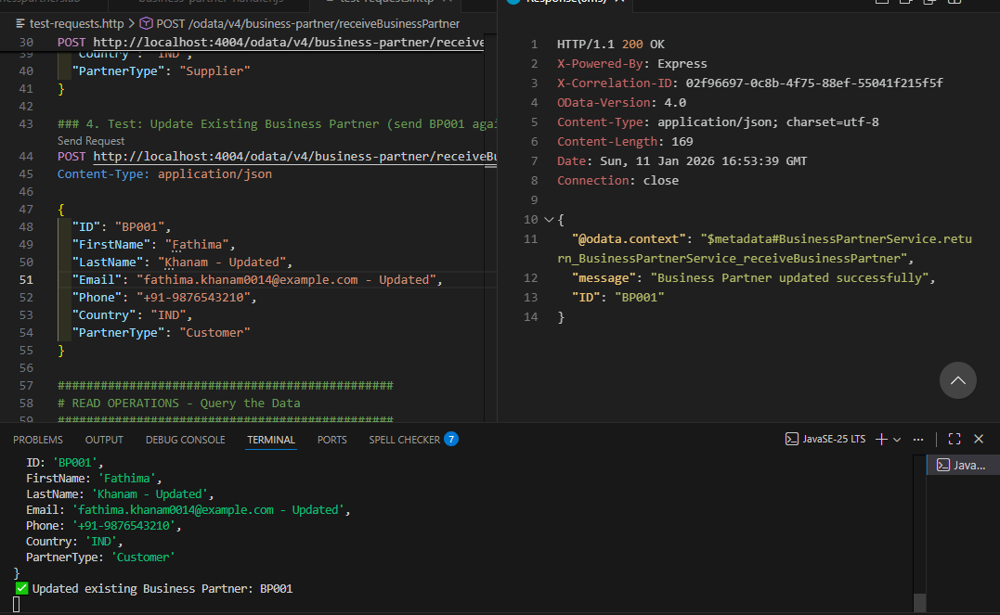 test-requests.http > POST /odata/v4/business-partner/receiveBusinessPartner
30 POST http://localhost:4004/odata/v4/business-partner/receive
39 "Country": "IND",
40 "PartnerType": "Supplier"
41 }
42
43 ### 4. Test: Update Existing Business Partner (send BP001 agai
Send Request
44 POST http://localhost:4004/odata/v4/business-partner/receiveBu
45 Content-Type: application/json
46
47 {
48 "ID": "BP001",
49 "FirstName": "Fathima",
50 "LastName": "Khanam - Updated",
51 "Email": "fathima.khanam0014@example.com - Updated",
52 "Phone": "+91-9876543210",
53 "Country": "IND",
54 "PartnerType": "Customer"
55 }
56
57 ###############################################
58 # READ OPERATIONS - Query the Data
59 ###############################################
1 HTTP/1.1 200 OK
2 X-Powered-By: Express
3 X-Correlation-ID: 02f96697-0c8b-4f75-88ef-55041f215f5f
4 OData-Version: 4.0
5 Content-Type: application/json; charset=utf-8
6 Content-Length: 169
7 Date: Sun, 11 Jan 2026 16:53:39 GMT
8 Connection: close
9
10 {
11 "@odata.context": "$metadata#BusinessPartnerService.retu
rn_BusinessPartnerService_receiveBusinessPartner",
12 "message": "Business Partner updated successfully",
13 "ID": "BP001"
14 }
PROBLEMS OUTPUT DEBUG CONSOLE TERMINAL PORTS SPELL CHECKER 7 JavaSE-25 LTS
Java...
ID: 'BP001',
FirstName: 'Fathima',
LastName: 'Khanam - Updated',
Email: 'fathima.khanam0014@example.com - Updated',
Phone: '+91-9876543210',
Country: 'IND',
PartnerType: 'Customer'
}
✅ Updated existing Business Partner: BP001